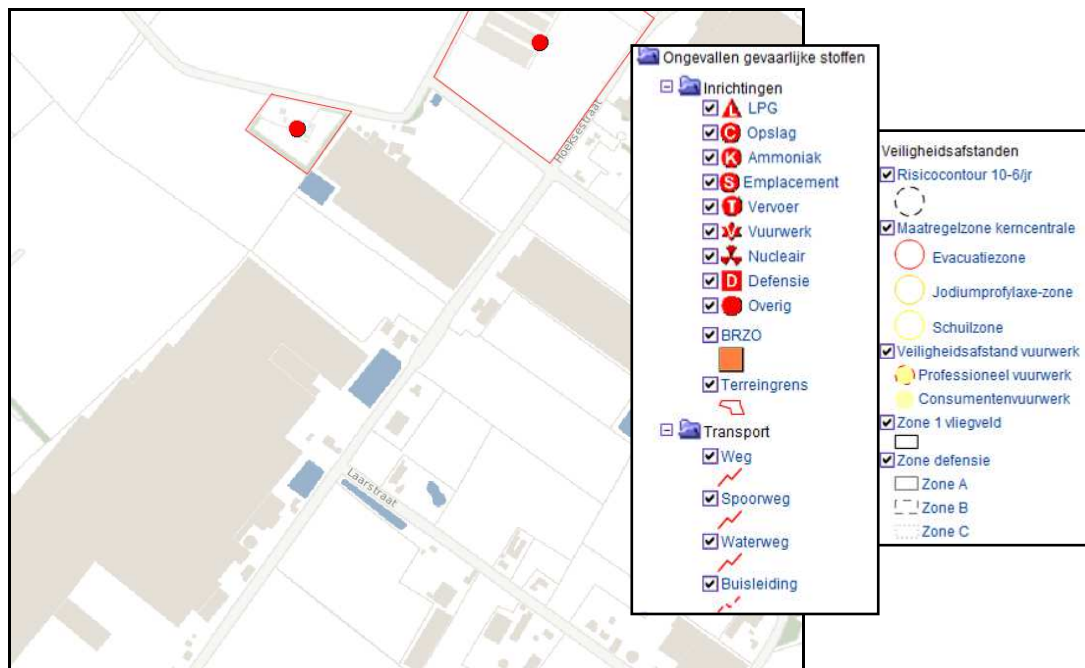 Hoeksestraat
Laarstraat
Ongevallen gevaarlijke stoffen
Inrichtingen
L LPG
C Opslag
K Ammoniak
S Emplacement
T Vervoer
V Vuurwerk
Nucleair
D Defensie
Overig
BRZO
Terreingrens
Transport
Weg
Spoorweg
Waterweg
Buisleiding
Veiligheidsafstanden
Risicocontour 10-6/jr
Maatregelzone kerncentrale
Evacuatiezone
Jodiumprofylaxe-zone
Schuilzone
Veiligheidsafstand vuurwerk
Professioneel vuurwerk
Consumentenvuurwerk
Zone 1 vliegveld
Zone defensie
Zone A
Zone B
Zone C